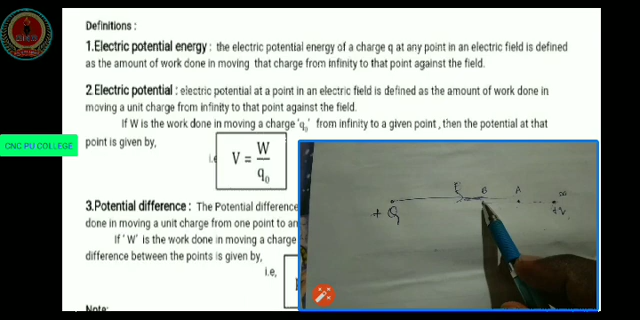 Definitions :
1.Electric potential energy : the electric potential energy of a charge q at any point in an electric field is defined
as the amount of work done in moving that charge from infinity to that point against the field.
2.Electric potential : electric potential at a point in an electric field is defined as the amount of work done in
moving a unit charge from infinity to that point against the field.
If W is the work done in moving a charge 'q₀' from infinity to a given point , then the potential at that
CNC PU COLLEGE
point is given by,
V = W/q₀
B A ∞
+ Q
3.Potential difference : The Potential difference
done in moving a unit charge from one point to an
If ' W' is the work done in moving a charge
difference between the points is given by,
i.e,
Note: